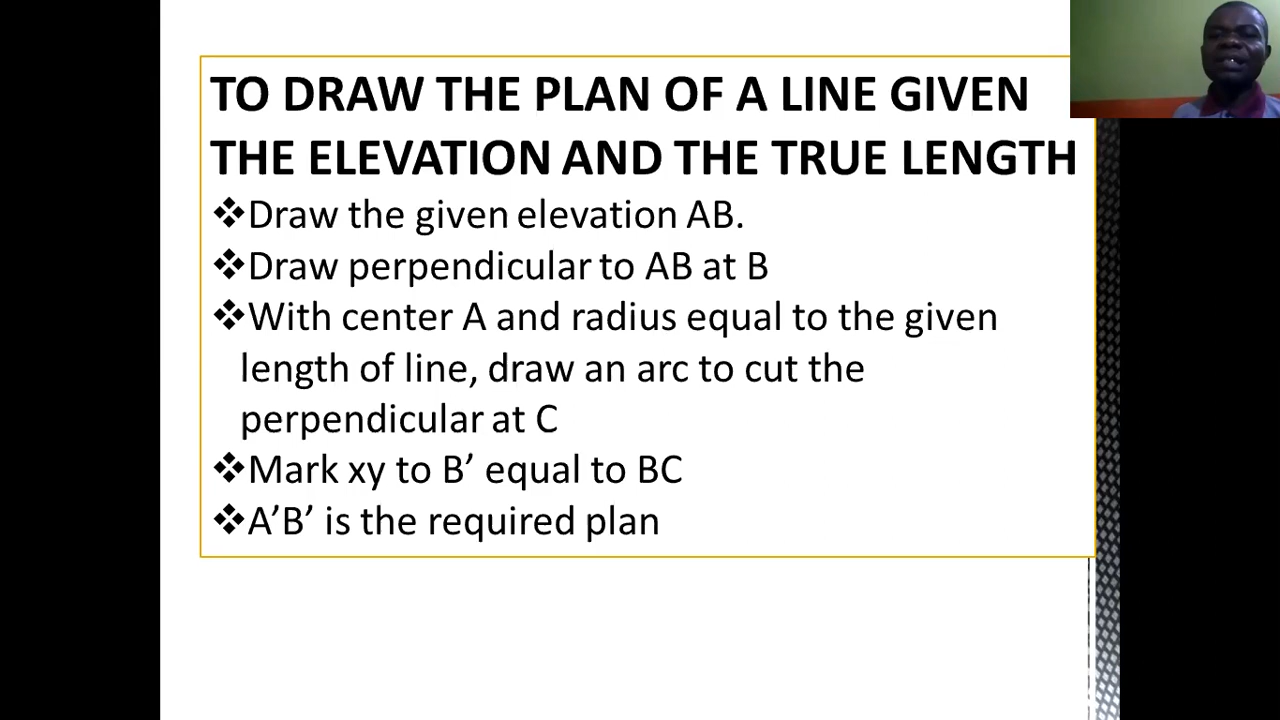 TO DRAW THE PLAN OF A LINE GIVEN
THE ELEVATION AND THE TRUE LENGTH
❖Draw the given elevation AB.
❖Draw perpendicular to AB at B
❖With center A and radius equal to the given
length of line, draw an arc to cut the
perpendicular at C
❖Mark xy to B’ equal to BC
❖A’B’ is the required plan